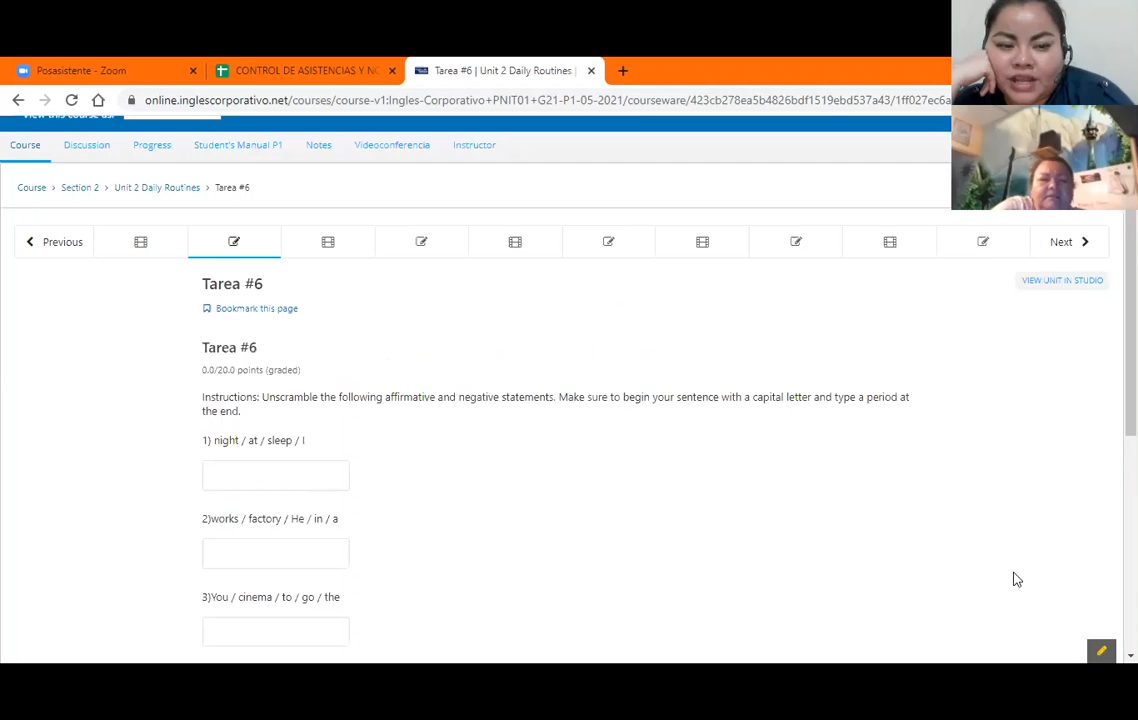 Posasistente - Zoom
CONTROL DE ASISTENCIAS Y NO
Tarea #6 | Unit 2 Daily Routines |
online.inglescorporativo.net/courses/course-v1:Ingles-Corporativo+PNIT01+G21-P1-05-2021/courseware/423cb278ea5b4826bdf1519ebd537a43/1ff027ec6a
View this course as:
Course
Discussion
Progress
Student's Manual P1
Notes
Videoconferencia
Instructor
Course > Section 2 > Unit 2 Daily Routines > Tarea #6
Previous
Next
Tarea #6
VIEW UNIT IN STUDIO
Bookmark this page
Tarea #6
0.0/20.0 points (graded)
Instructions: Unscramble the following affirmative and negative statements. Make sure to begin your sentence with a capital letter and type a period at
the end.
1) night / at / sleep / I
2)works / factory / He / in / a
3)You / cinema / to / go / the